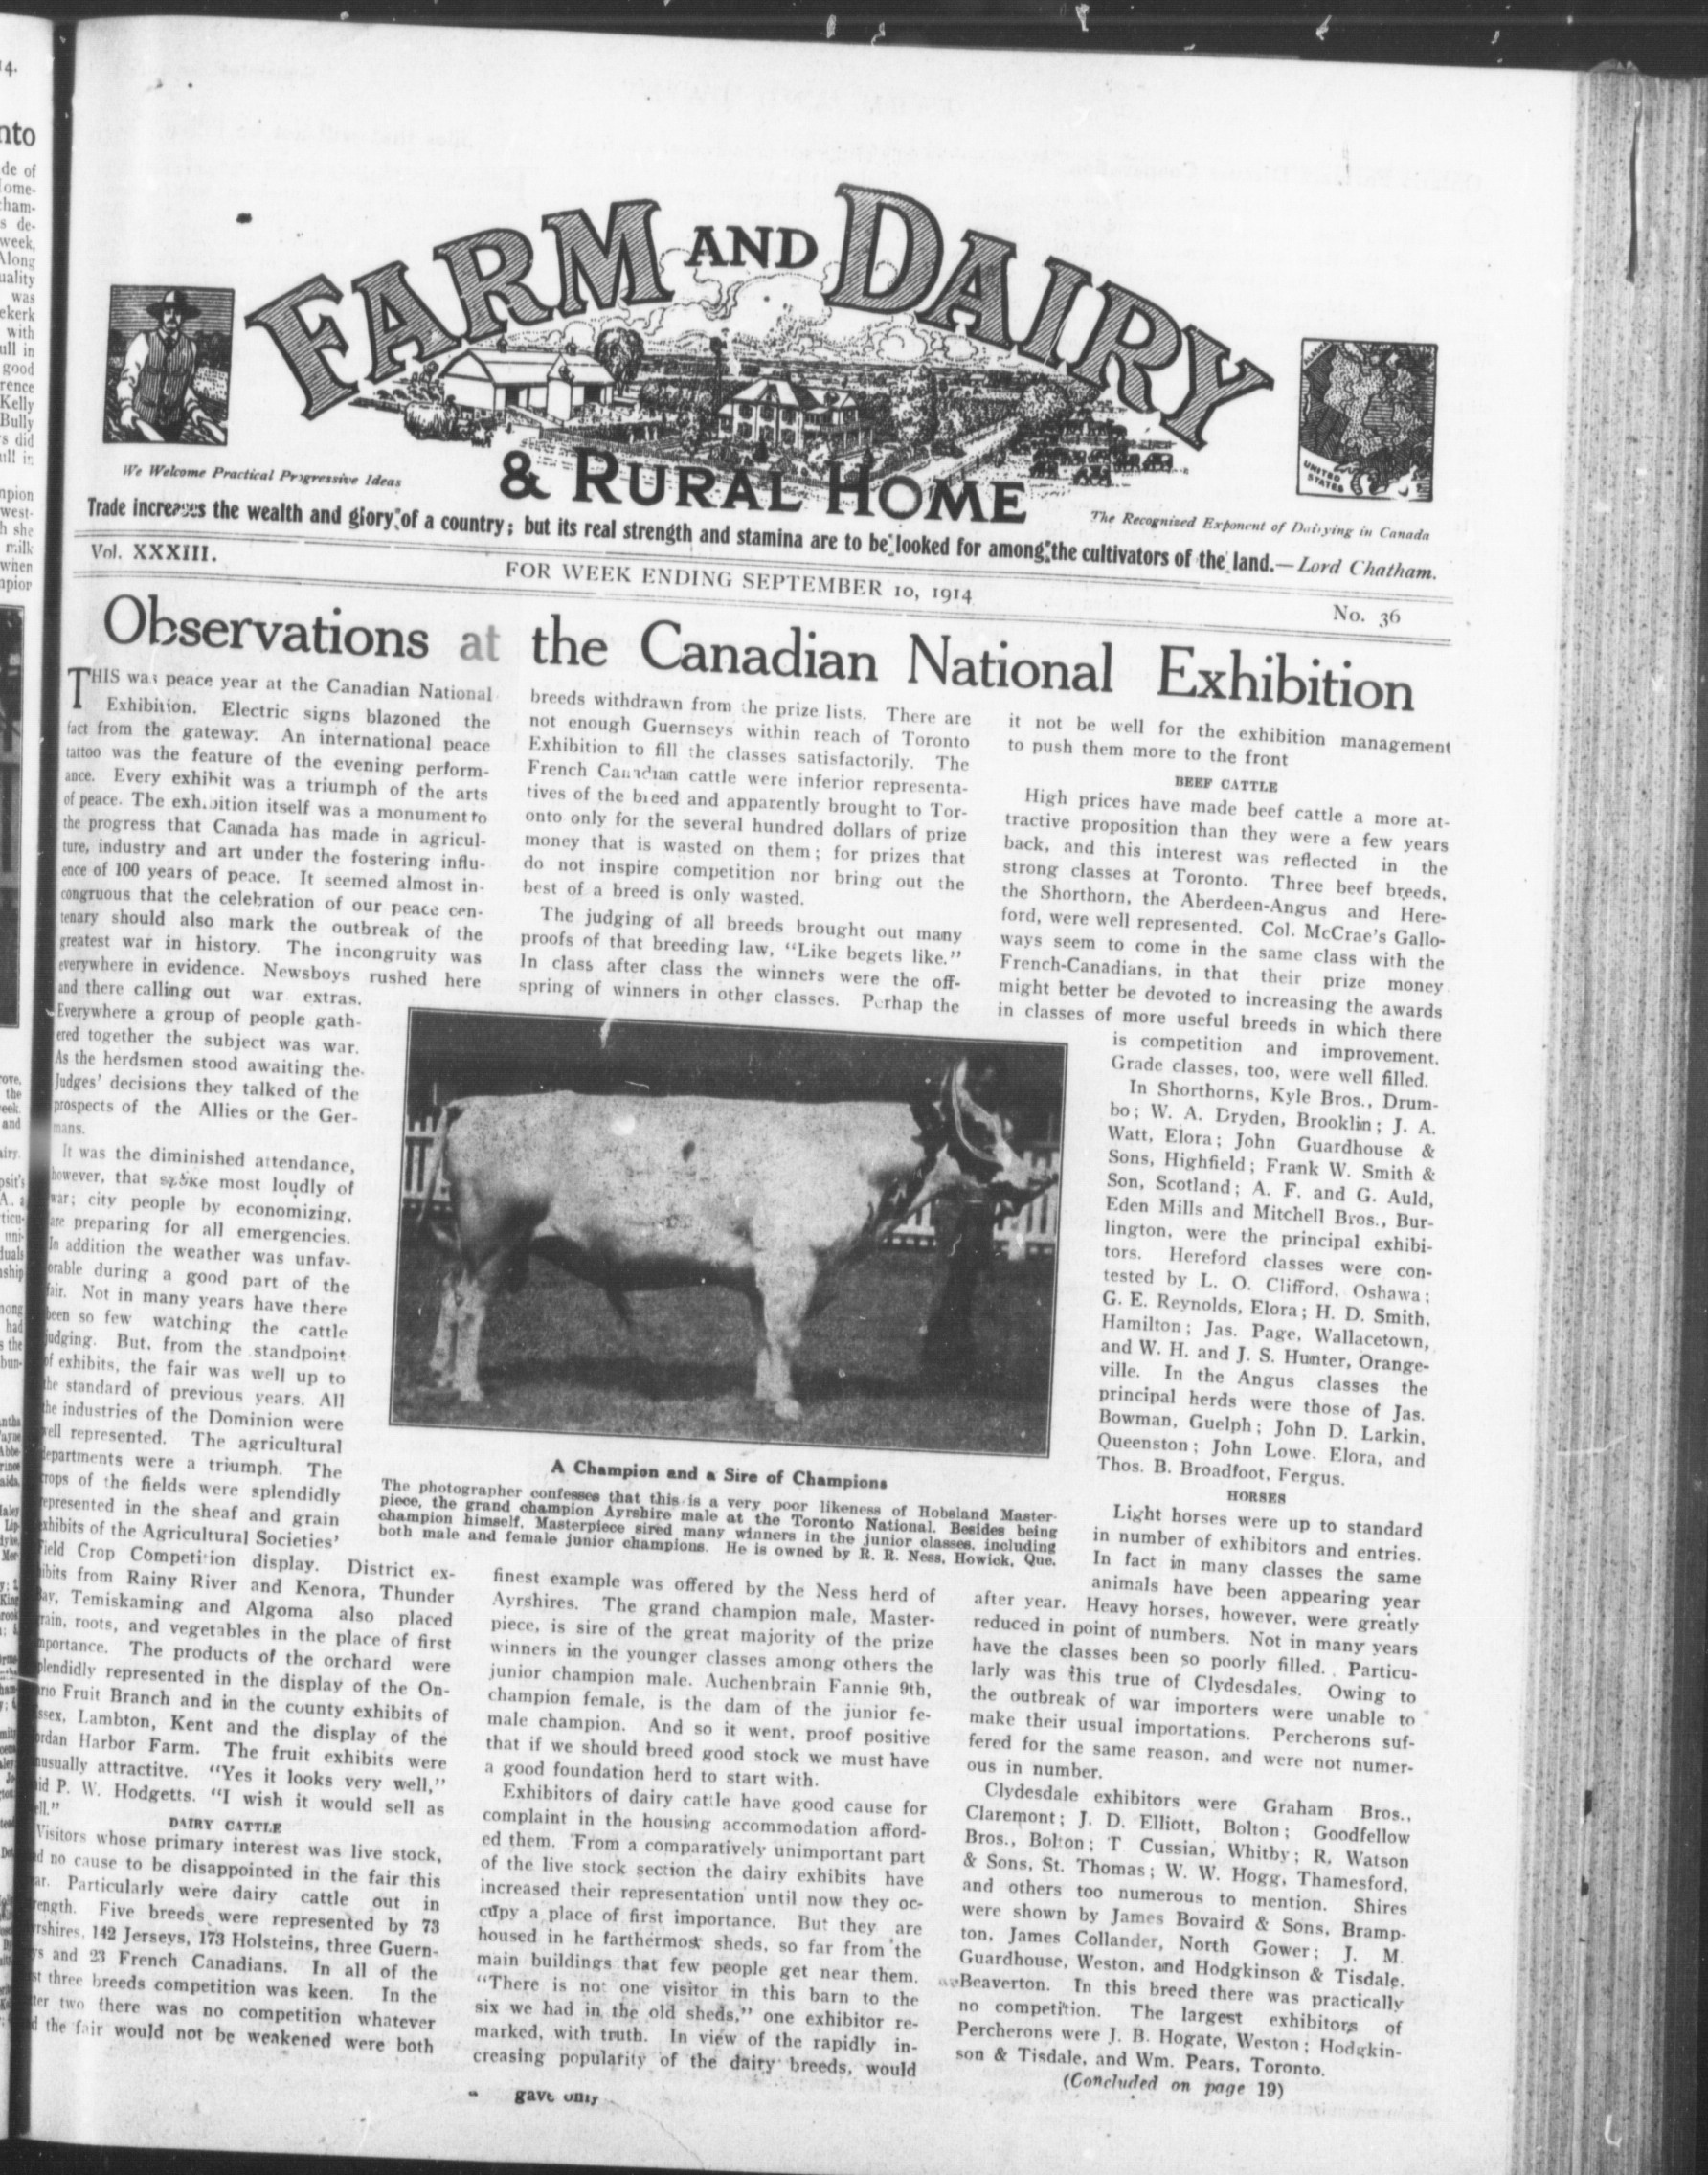 FARM AND DAIRY
& RURAL HOME
We Welcome Practical Progressive Ideas
The Recognized Exponent of Dairying in Canada
UNITED STATES
Trade increases the wealth and glory of a country; but its real strength and stamina are to be looked for among the cultivators of the land.—Lord Chatham.
Vol. XXXIII.
FOR WEEK ENDING SEPTEMBER 10, 1914
No. 36
Observations at the Canadian National Exhibition
THIS was peace year at the Canadian National
Exhibition. Electric signs blazoned the
fact from the gateway. An international peace
tattoo was the feature of the evening perform-
ance. Every exhibit was a triumph of the arts
of peace. The exhibition itself was a monument to
the progress that Canada has made in agricul-
ture, industry and art under the fostering influ-
ence of 100 years of peace. It seemed almost in-
congruous that the celebration of our peace cen-
tenary should also mark the outbreak of the
greatest war in history. The incongruity was
everywhere in evidence. Newsboys rushed here
and there calling out war extras.
Everywhere a group of people gath-
ered together the subject was war.
As the herdsmen stood awaiting the
Judges' decisions they talked of the
prospects of the Allies or the Ger-
mans.
It was the diminished attendance,
however, that spoke most loudly of
war; city people by economizing,
are preparing for all emergencies.
In addition the weather was unfav-
orable during a good part of the
fair. Not in many years have there
been so few watching the cattle
judging. But, from the standpoint
of exhibits, the fair was well up to
the standard of previous years. All
the industries of the Dominion were
well represented. The agricultural
departments were a triumph. The
crops of the fields were splendidly
represented in the sheaf and grain
exhibits of the Agricultural Societies'
Field Crop Competition display. District ex-
hibits from Rainy River and Kenora, Thunder
Bay, Temiskaming and Algoma also placed
grain, roots, and vegetables in the place of first
importance. The products of the orchard were
splendidly represented in the display of the On-
tario Fruit Branch and in the county exhibits of
Essex, Lambton, Kent and the display of the
Jordan Harbor Farm. The fruit exhibits were
unusually attractitve. "Yes it looks very well,"
said P. W. Hodgetts. "I wish it would sell as
well."
DAIRY CATTLE
Visitors whose primary interest was live stock,
had no cause to be disappointed in the fair this
year. Particularly were dairy cattle out in
strength. Five breeds were represented by 73
Ayrshires, 142 Jerseys, 173 Holsteins, three Guern-
seys and 23 French Canadians. In all of the
first three breeds competition was keen. In the
latter two there was no competition whatever
and the fair would not be weakened were both
breeds withdrawn from the prize lists. There are
not enough Guernseys within reach of Toronto
Exhibition to fill the classes satisfactorily. The
French Canadian cattle were inferior representa-
tives of the breed and apparently brought to Tor-
onto only for the several hundred dollars of prize
money that is wasted on them; for prizes that
do not inspire competition nor bring out the
best of a breed is only wasted.
The judging of all breeds brought out many
proofs of that breeding law, "Like begets like."
In class after class the winners were the off-
spring of winners in other classes. Perhap the
A Champion and a Sire of Champions
The photographer confesses that this is a very poor likeness of Hobsland Master-
piece, the grand champion Ayrshire male at the Toronto National. Besides being
champion himself, Masterpiece sired many winners in the junior classes, including
both male and female junior champions. He is owned by R. R. Ness, Howick, Que.
finest example was offered by the Ness herd of
Ayrshires. The grand champion male, Master-
piece, is sire of the great majority of the prize
winners in the younger classes among others the
junior champion male. Auchenbrain Fannie 9th,
champion female, is the dam of the junior fe-
male champion. And so it went, proof positive
that if we should breed good stock we must have
a good foundation herd to start with.
Exhibitors of dairy cattle have good cause for
complaint in the housing accommodation afford-
ed them. From a comparatively unimportant part
of the live stock section the dairy exhibits have
increased their representation until now they oc-
cupy a place of first importance. But they are
housed in he farthermost sheds, so far from the
main buildings that few people get near them.
"There is not one visitor in this barn to the
six we had in the old sheds," one exhibitor re-
marked, with truth. In view of the rapidly in-
creasing popularity of the dairy breeds, would
gave only
it not be well for the exhibition management
to push them more to the front
BEEF CATTLE
High prices have made beef cattle a more at-
tractive proposition than they were a few years
back, and this interest was reflected in the
strong classes at Toronto. Three beef breeds,
the Shorthorn, the Aberdeen-Angus and Here-
ford, were well represented. Col. McCrae's Gallo-
ways seem to come in the same class with the
French-Canadians, in that their prize money
might better be devoted to increasing the awards
in classes of more useful breeds in which there
is competition and improvement.
Grade classes, too, were well filled.
In Shorthorns, Kyle Bros., Drum-
bo; W. A. Dryden, Brooklin; J. A.
Watt, Elora; John Guardhouse &
Sons, Highfield; Frank W. Smith &
Son, Scotland; A. F. and G. Auld,
Eden Mills and Mitchell Bros., Bur-
lington, were the principal exhibi-
tors. Hereford classes were con-
tested by L. O. Clifford, Oshawa;
G. E. Reynolds, Elora; H. D. Smith,
Hamilton; Jas. Page, Wallacetown,
and W. H. and J. S. Hunter, Orange-
ville. In the Angus classes the
principal herds were those of Jas.
Bowman, Guelph; John D. Larkin,
Queenston; John Lowe. Elora, and
Thos. B. Broadfoot, Fergus.
HORSES
Light horses were up to standard
in number of exhibitors and entries.
In fact in many classes the same
animals have been appearing year
after year. Heavy horses, however, were greatly
reduced in point of numbers. Not in many years
have the classes been so poorly filled. Particu-
larly was this true of Clydesdales. Owing to
the outbreak of war importers were unable to
make their usual importations. Percherons suf-
fered for the same reason, and were not numer-
ous in number.
Clydesdale exhibitors were Graham Bros.,
Claremont; J. D. Elliott, Bolton; Goodfellow
Bros., Bolton; T Cussian, Whitby; R. Watson
& Sons, St. Thomas; W. W. Hogg, Thamesford,
and others too numerous to mention. Shires
were shown by James Bovaird & Sons, Bramp-
ton, James Collander, North Gower; J. M.
Guardhouse, Weston, and Hodgkinson & Tisdale,
Beaverton. In this breed there was practically
no competition. The largest exhibitors of
Percherons were J. B. Hogate, Weston; Hodgkin-
son & Tisdale, and Wm. Pears, Toronto.
(Concluded on page 19)